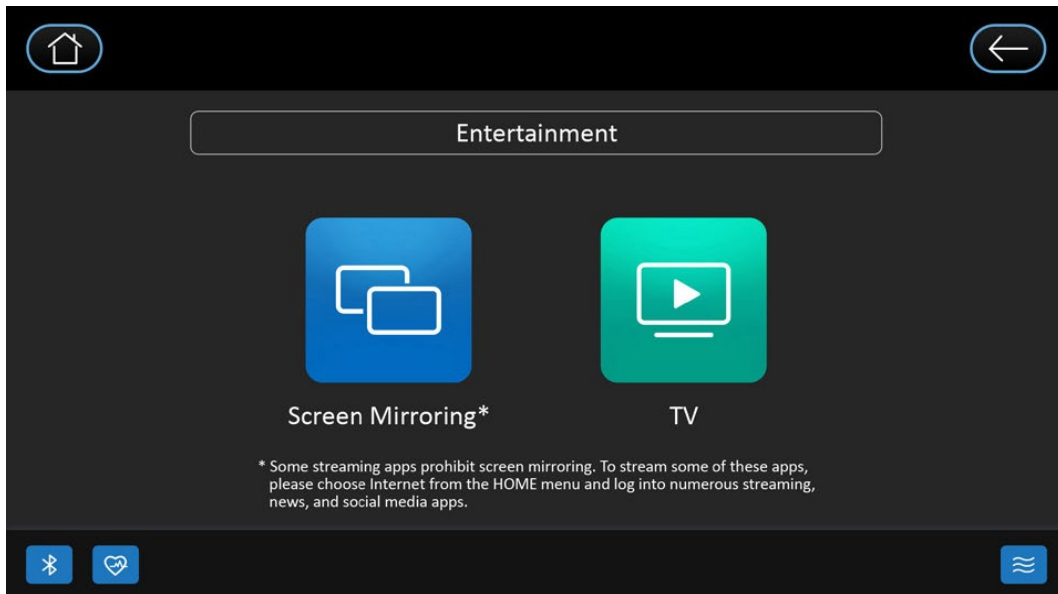 Entertainment
Screen Mirroring*
TV
* Some streaming apps prohibit screen mirroring. To stream some of these apps,
please choose Internet from the HOME menu and log into numerous streaming,
news, and social media apps.